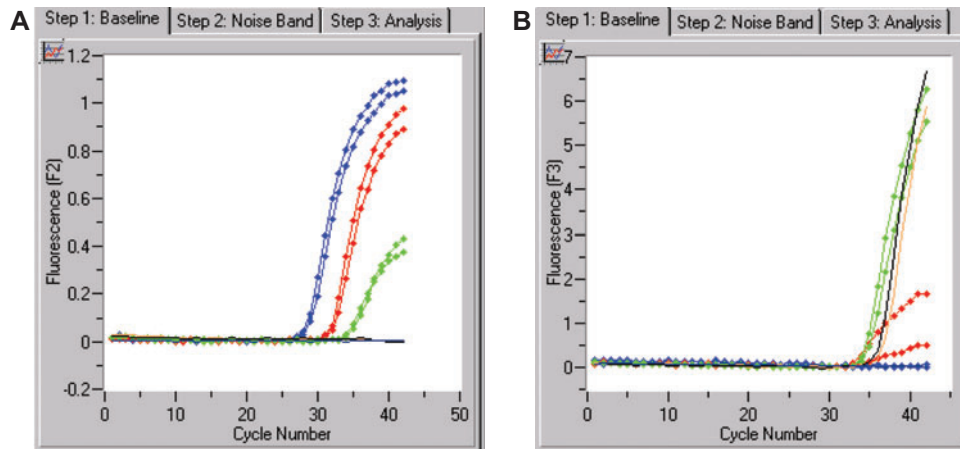 A
Step 1: Baseline Step 2: Noise Band Step 3: Analysis
1.2
1
0.8
0.6
0.4
0.2
0
-0.2
Fluorescence (F2)
0 10 20 30 40 50
Cycle Number
B
Step 1: Baseline Step 2: Noise Band Step 3: Analysis
7
6
5
4
3
2
1
0
Fluorescence (F3)
0 10 20 30 40
Cycle Number